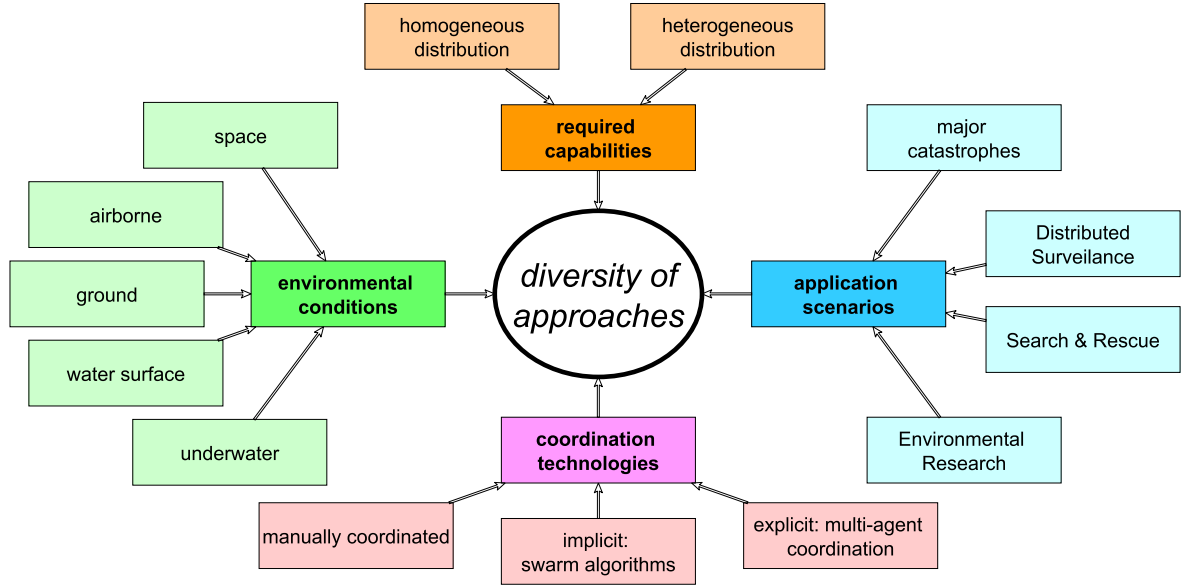 homogeneous
distribution
heterogeneous
distribution
required
capabilities
space
airborne
ground
water surface
underwater
environmental
conditions
diversity of
approaches
application
scenarios
major
catastrophes
Distributed
Surveilance
Search & Rescue
Environmental
Research
coordination
technologies
manually coordinated
implicit:
swarm algorithms
explicit: multi-agent
coordination